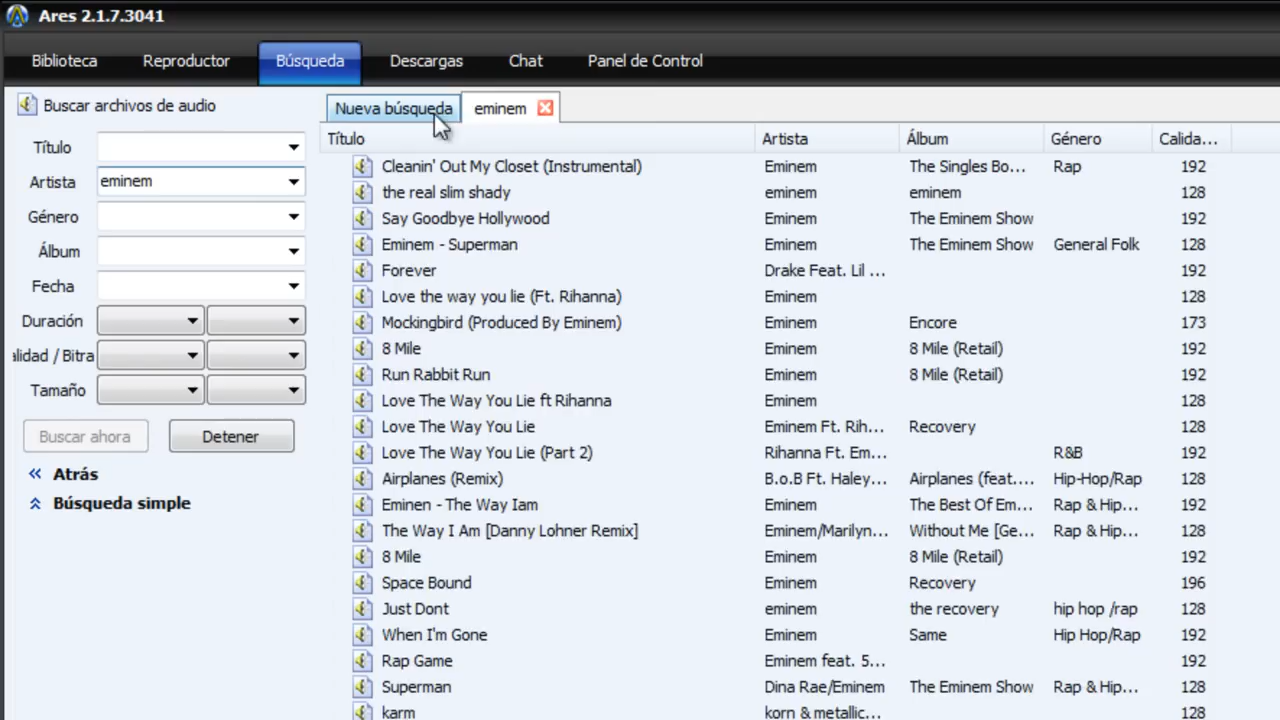 Ares 2.1.7.3041
Biblioteca Reproductor Búsqueda Descargas Chat Panel de Control
Buscar archivos de audio
Título
Artista eminem
Género
Álbum
Fecha
Duración
alidad / Bitra
Tamaño
Buscar ahora Detener
Atrás
Búsqueda simple
Nueva búsqueda eminem
Título Artista Álbum Género Calida...
Cleanin' Out My Closet (Instrumental) Eminem The Singles Bo... Rap 192
the real slim shady eminem eminem 128
Say Goodbye Hollywood Eminem The Eminem Show 192
Eminem - Superman Eminem The Eminem Show General Folk 128
Forever Drake Feat. Lil ... 192
Love the way you lie (Ft. Rihanna) Eminem 128
Mockingbird (Produced By Eminem) Eminem Encore 173
8 Mile Eminem 8 Mile (Retail) 192
Run Rabbit Run Eminem 8 Mile (Retail) 192
Love The Way You Lie ft Rihanna Eminem 128
Love The Way You Lie Eminem Ft. Rih... Recovery 192
Love The Way You Lie (Part 2) Rihanna Ft. Em... R&B 192
Airplanes (Remix) B.o.B Ft. Haley... Airplanes (feat.... Hip-Hop/Rap 128
Eminen - The Way Iam Eminem The Best Of Em... Rap & Hip... 192
The Way I Am [Danny Lohner Remix] Eminem/Marilyn... Without Me [Ge... Rap & Hip... 128
8 Mile Eminem 8 Mile (Retail) 192
Space Bound Eminem Recovery 196
Just Dont eminem the recovery hip hop /rap 128
When I'm Gone Eminem Same Hip Hop/Rap 192
Rap Game Eminem feat. 5... 192
Superman Dina Rae/Eminem The Eminem Show Rap & Hip... 128
karm korn & metallic... 128